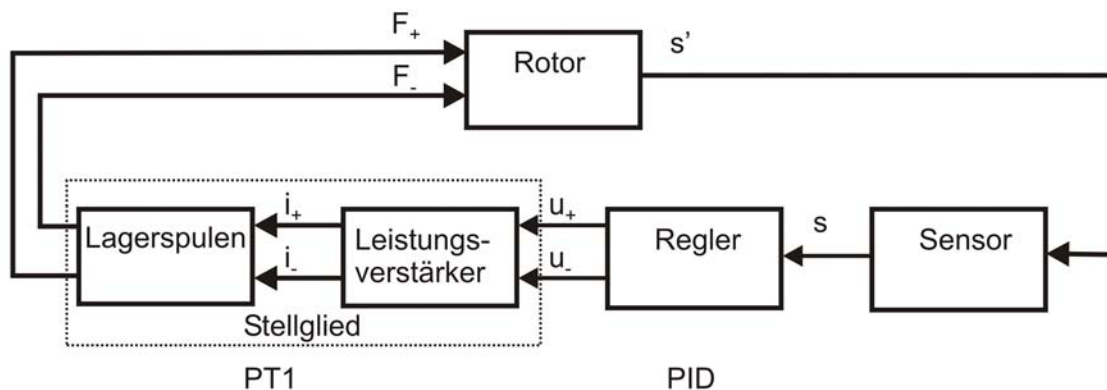 F+
F-
Rotor
s’
Lagerspulen
i+
i-
Leistungs-
verstärker
u+
u-
Regler
s
Sensor
Stellglied
PT1
PID